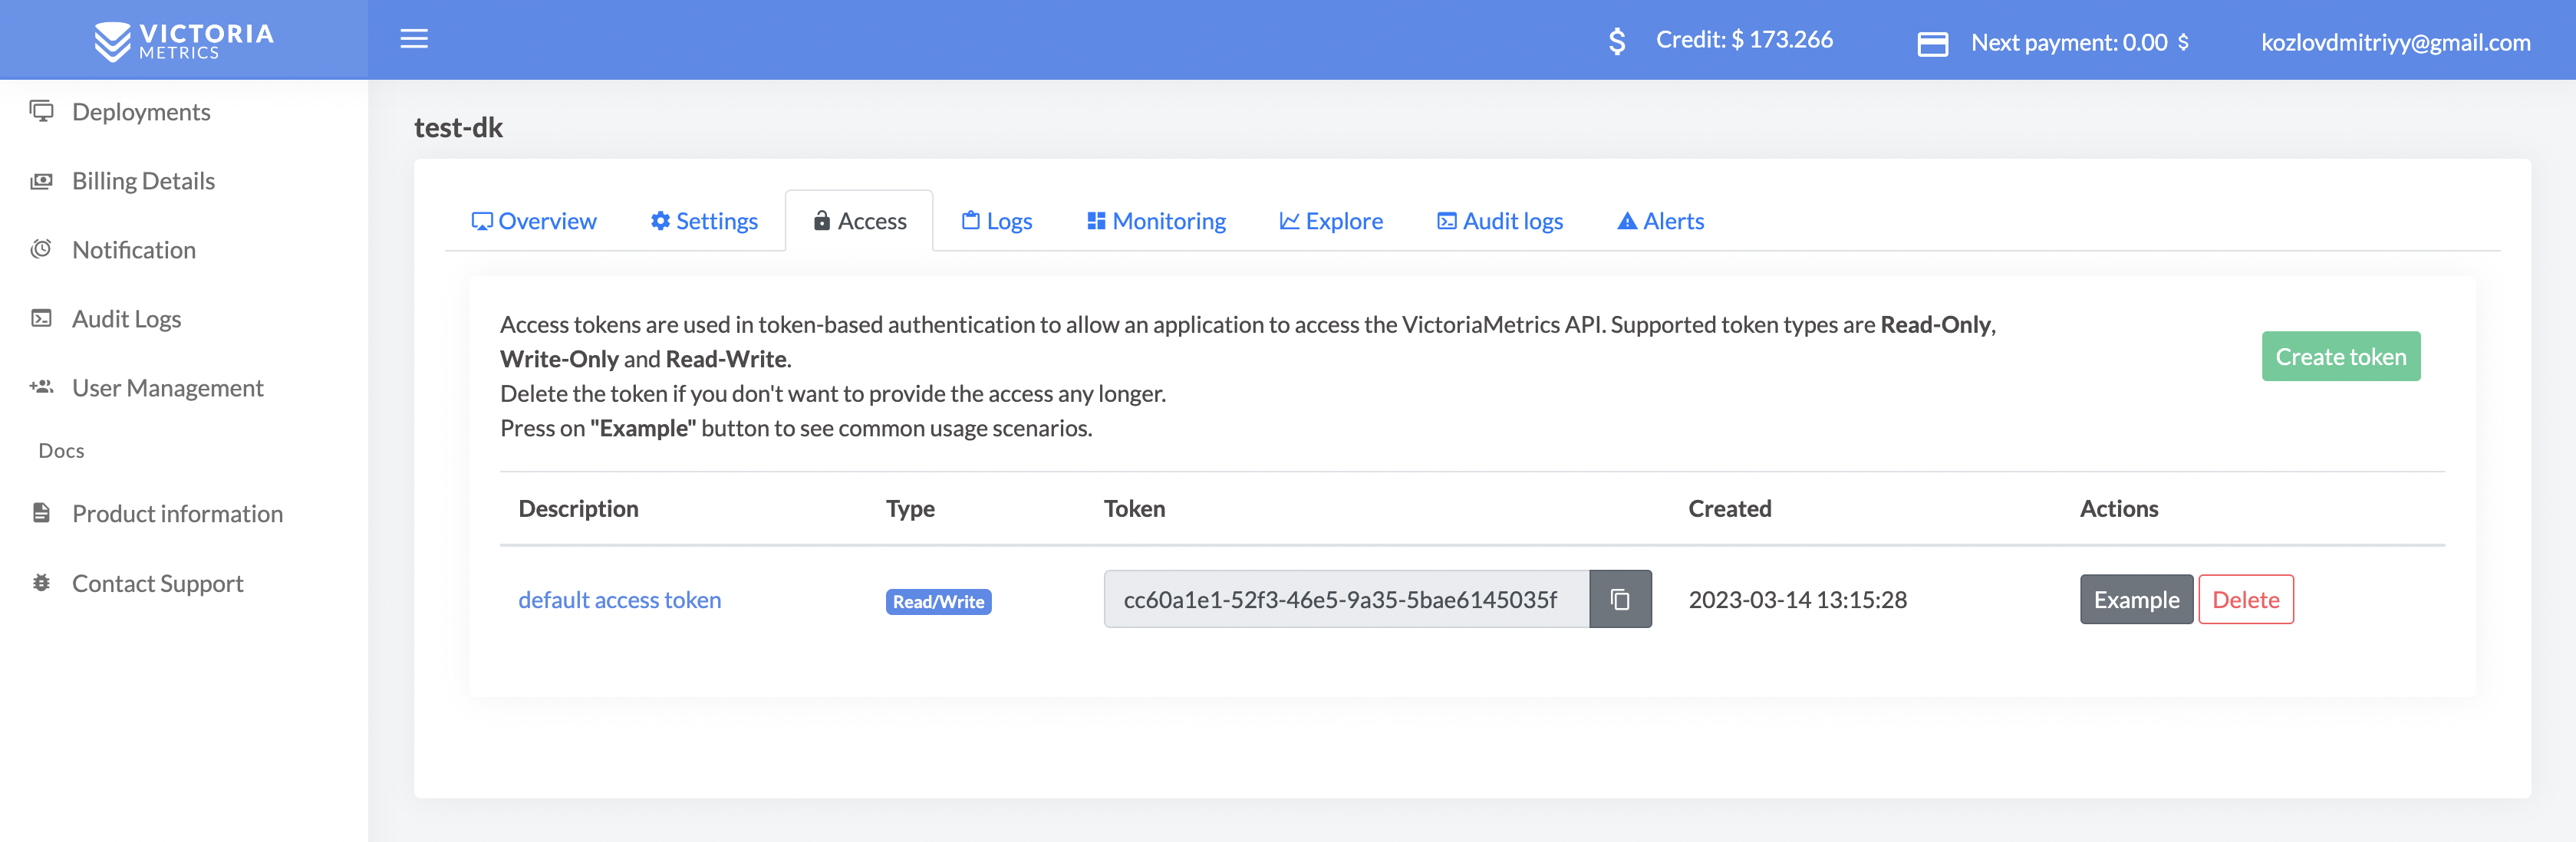 VICTORIA
METRICS
Credit: $ 173.266
Next payment: 0.00 $
kozlovdmitriyy@gmail.com
Deployments
Billing Details
Notification
Audit Logs
User Management
Docs
Product information
Contact Support
test-dk
Overview
Settings
Access
Logs
Monitoring
Explore
Audit logs
Alerts
Access tokens are used in token-based authentication to allow an application to access the VictoriaMetrics API. Supported token types are Read-Only,
Write-Only and Read-Write.
Delete the token if you don't want to provide the access any longer.
Press on "Example" button to see common usage scenarios.
Create token
Description Type Token Created Actions
default access token Read/Write cc60a1e1-52f3-46e5-9a35-5bae6145035f 2023-03-14 13:15:28 Example Delete